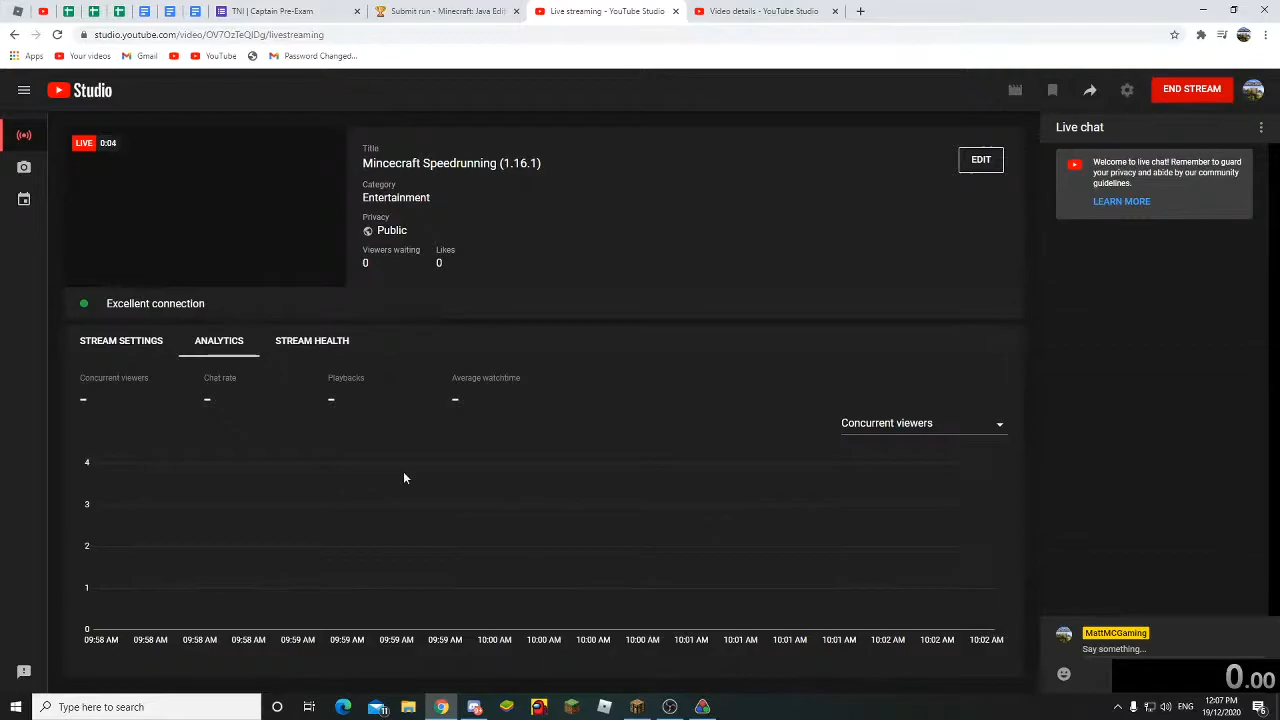 TNI | Captain Pre-Exam
Submit run - Minecraft Java Edit
Live streaming - YouTube Studio
Video details - YouTube Studio
studio.youtube.com/video/OV7OzTeQIDg/livestreaming
Apps
Your videos
Gmail
YouTube
Password Changed...
Studio
END STREAM
LIVE 0:04
Title
Minecraft Speedrunning (1.16.1)
EDIT
Category
Entertainment
Privacy
Public
Viewers waiting Likes
0 0
Excellent connection
STREAM SETTINGS ANALYTICS STREAM HEALTH
Concurrent viewers Chat rate Playbacks Average watchtime
– – – –
Concurrent viewers
4
3
2
1
0
09:58 AM 09:58 AM 09:58 AM 09:58 AM 09:59 AM 09:59 AM 09:59 AM 09:59 AM 10:00 AM 10:00 AM 10:00 AM 10:00 AM 10:01 AM 10:01 AM 10:01 AM 10:01 AM 10:02 AM 10:02 AM 10:02 AM
Live chat
Welcome to live chat! Remember to guard
your privacy and abide by our community
guidelines.
LEARN MORE
MattMCGaming
Say something...
0.00
Type here to search
12:07 PM
19/12/2020